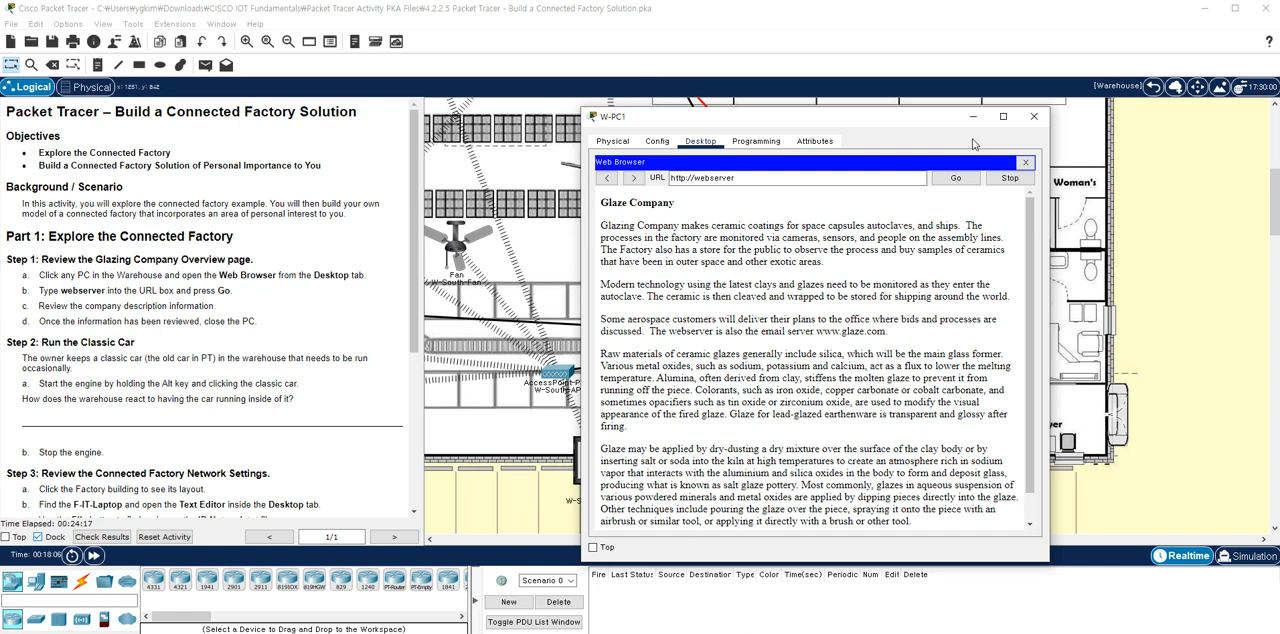 Cisco Packet Tracer - C:₩Users₩ygkim₩Downloads₩CISCO IOT Fundamentals₩Packet Tracer Activity PKA Files₩4.2.2.5 Packet Tracer - Build a Connected Factory Solution.pka
File Edit Options View Tools Extensions Window Help
Logical Physical x: 1251, y: 842 [Warehouse] 17:30:00
Packet Tracer – Build a Connected Factory Solution
Objectives
• Explore the Connected Factory
• Build a Connected Factory Solution of Personal Importance to You
Background / Scenario
In this activity, you will explore the connected factory example. You will then build your own
model of a connected factory that incorporates an area of personal interest to you.
Part 1: Explore the Connected Factory
Step 1: Review the Glazing Company Overview page.
a. Click any PC in the Warehouse and open the Web Browser from the Desktop tab.
b. Type webserver into the URL box and press Go.
c. Review the company description information.
d. Once the information has been reviewed, close the PC.
Step 2: Run the Classic Car
The owner keeps a classic car (the old car in PT) in the warehouse that needs to be run
occasionally.
a. Start the engine by holding the Alt key and clicking the classic car.
How does the warehouse react to having the car running inside of it?
b. Stop the engine.
Step 3: Review the Connected Factory Network Settings.
a. Click the Factory building to see its layout.
b. Find the F-IT-Laptop and open the Text Editor inside the Desktop tab.
Time Elapsed: 00:24:17
Top Dock Check Results Reset Activity < 1/1 >
Fan
W-South-Fan
AccessPoint-P
W-South-AP
W-S
Woman's
W-PC1
Physical Config Desktop Programming Attributes
Web Browser X
< > URL http://webserver Go Stop
Glaze Company
Glazing Company makes ceramic coatings for space capsules autoclaves, and ships. The
processes in the factory are monitored via cameras, sensors, and people on the assembly lines.
The Factory also has a store for the public to observe the process and buy samples of ceramics
that have been in outer space and other exotic areas.
Modern technology using the latest clays and glazes need to be monitored as they enter the
autoclave. The ceramic is then cleaved and wrapped to be stored for shipping around the world.
Some aerospace customers will deliver their plans to the office where bids and processes are
discussed. The webserver is also the email server www.glaze.com.
Raw materials of ceramic glazes generally include silica, which will be the main glass former.
Various metal oxides, such as sodium, potassium and calcium, act as a flux to lower the melting
temperature. Alumina, often derived from clay, stiffens the molten glaze to prevent it from
running off the piece. Colorants, such as iron oxide, copper carbonate or cobalt carbonate, and
sometimes opacifiers such as tin oxide or zirconium oxide, are used to modify the visual
appearance of the fired glaze. Glaze for lead-glazed earthenware is transparent and glossy after
firing.
Glaze may be applied by dry-dusting a dry mixture over the surface of the clay body or by
inserting salt or soda into the kiln at high temperatures to create an atmosphere rich in sodium
vapor that interacts with the aluminium and silica oxides in the body to form and deposit glass,
producing what is known as salt glaze pottery. Most commonly, glazes in aqueous suspension of
various powdered minerals and metal oxides are applied by dipping pieces directly into the glaze.
Other techniques include pouring the glaze over the piece, spraying it onto the piece with an
airbrush or similar tool, or applying it directly with a brush or other tool.
Top
Time: 00:18:06 Realtime Simulation
4331 4321 1941 2901 2911 819IOX 819HGW 829 1240 PT-Router PT-Empty 1841
(Select a Device to Drag and Drop to the Workspace)
Scenario 0
New Delete
Toggle PDU List Window
Fire Last Status Source Destination Type Color Time(sec) Periodic Num Edit Delete